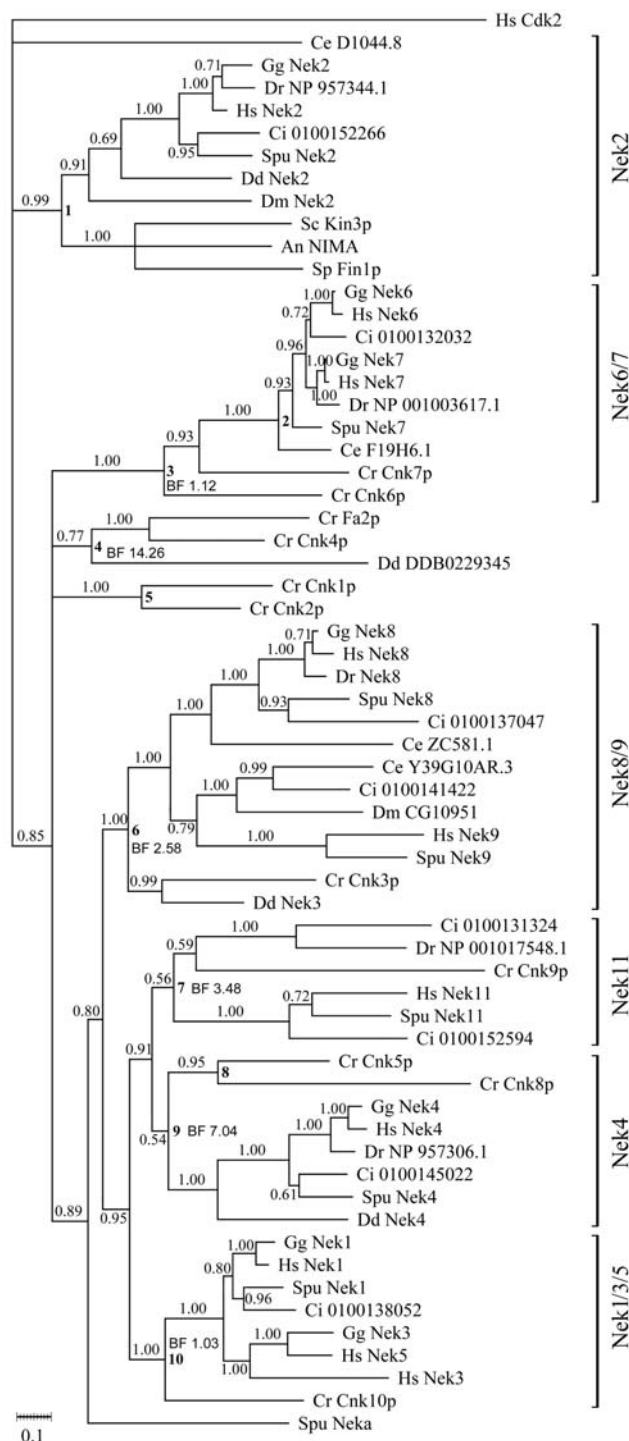 Hs Cdk2
Ce D1044.8
0.71 Gg Nek2
1.00 Dr NP 957344.1
1.00 Hs Nek2
0.69 Ci 0100152266
0.95 Spu Nek2
0.91 Dd Nek2
Dm Nek2
0.99 1
Sc Kin3p
1.00 An NIMA
Sp Fin1p
Nek2
1.00 Gg Nek6
0.72 Hs Nek6
Ci 0100132032
0.96
1.00 Gg Nek7
0.93 Hs Nek7
1.00 Dr NP 001003617.1
1.00 2
Spu Nek7
0.93 Ce F19H6.1
1.00 3 Cr Cnk7p
BF 1.12
Cr Cnk6p
Nek6/7
1.00 Cr Fa2p
0.77 4 Cr Cnk4p
BF 14.26
Dd DDB0229345
1.00 5 Cr Cnk1p
Cr Cnk2p
0.71 Gg Nek8
1.00 Hs Nek8
1.00 Dr Nek8
1.00 Spu Nek8
0.93 Ci 0100137047
Ce ZC581.1
1.00
0.99 Ce Y39G10AR.3
1.00 Ci 0100141422
Dm CG10951
0.79
1.00 6
1.00 Hs Nek9
BF 2.58
Spu Nek9
0.85
0.99 Cr Cnk3p
Dd Nek3
Nek8/9
1.00 Ci 0100131324
0.59 Dr NP 001017548.1
0.56 Cr Cnk9p
7 BF 3.48
0.72 Hs Nek11
1.00 Spu Nek11
Ci 0100152594
0.80
0.91
Nek11
0.95 Cr Cnk5p
8
Cr Cnk8p
1.00 Gg Nek4
9 BF 7.04
0.54
1.00 Hs Nek4
Dr NP 957306.1
1.00 Ci 0100145022
0.61 Spu Nek4
Dd Nek4
0.89
0.95
Nek4
1.00 Gg Nek1
0.80 Hs Nek1
Spu Nek1
1.00 0.96 Ci 0100138052
1.00 Gg Nek3
BF 1.03
1.00 10 Hs Nek5
1.00 Hs Nek3
Cr Cnk10p
Nek1/3/5
Spu Neka
0.1